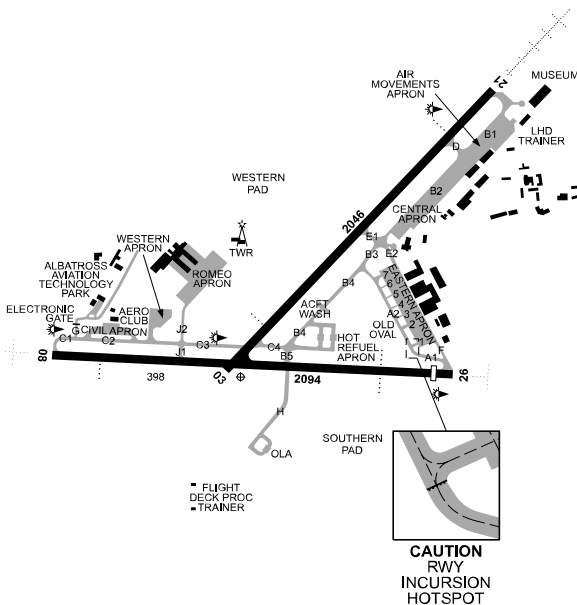 21
MUSEUM
AIR
MOVEMENTS
APRON
B1
LHD
TRAINER
D
WESTERN
PAD
B2
2046
CENTRAL
APRON
TWR
WESTERN
APRON
E1
B3
E2
ALBATROSS
AVIATION
TECHNOLOGY
PARK
ROMEO
APRON
B4
EASTERN APRON
6
5
4
3
2
1
A
A2
ELECTRONIC
GATE
AERO
CLUB
ACFT
WASH
OLD
OVAL
G
CIVIL APRON
J2
B4
HOT
REFUEL
APRON
C1
C2
C3
C4
J1
B5
F
A1
08
398
03
2094
26
H
OLA
SOUTHERN
PAD
FLIGHT
DECK PROC
TRAINER
CAUTION
RWY
INCURSION
HOTSPOT